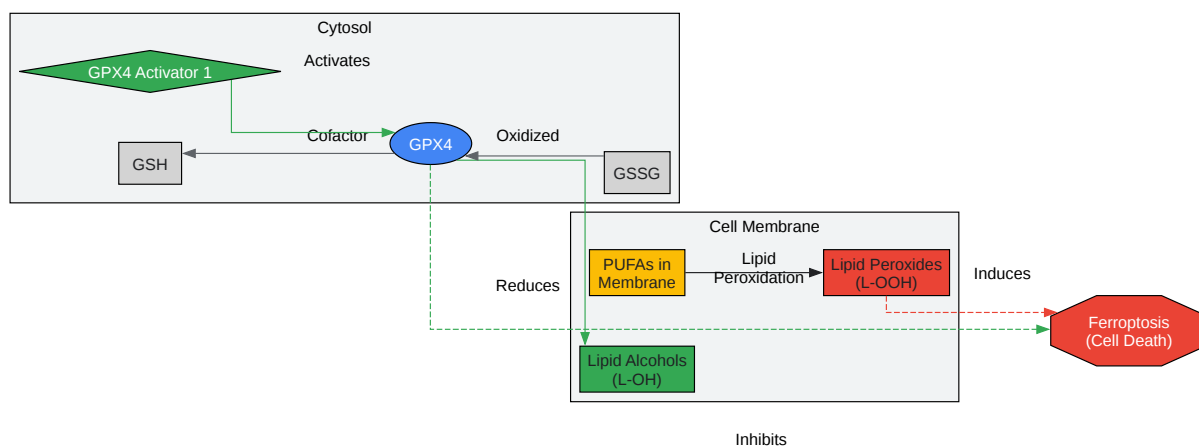 Cytosol
Activates
GPX4 Activator 1
Cofactor
Oxidized
GPX4
GSH
GSSG
Cell Membrane
PUFAs in
Membrane
Lipid
Peroxidation
Lipid Peroxides
(L-OOH)
Induces
Reduces
Ferroptosis
(Cell Death)
Lipid Alcohols
(L-OH)
Inhibits